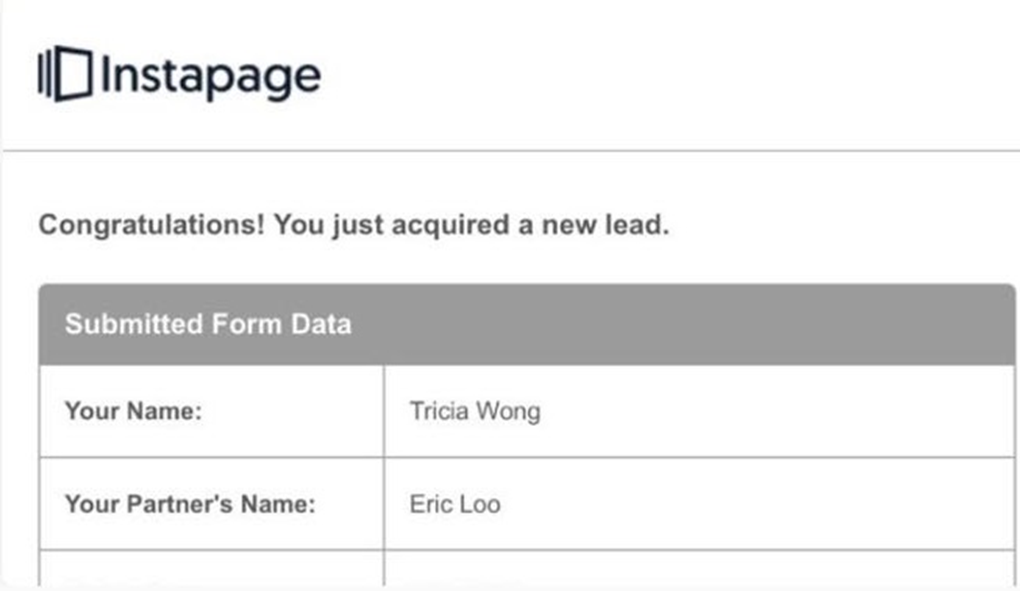 Instapage
Congratulations! You just acquired a new lead.
Submitted Form Data
Your Name: Tricia Wong
Your Partner's Name: Eric Loo